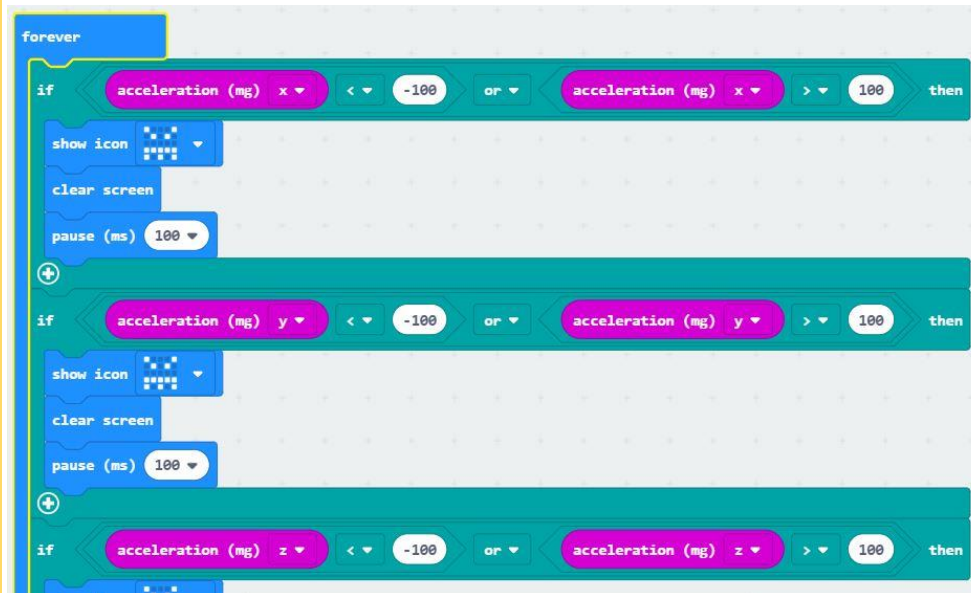 forever
if acceleration (mg) x < -100 or acceleration (mg) x > 100 then
show icon
clear screen
pause (ms) 100
if acceleration (mg) y < -100 or acceleration (mg) y > 100 then
show icon
clear screen
pause (ms) 100
if acceleration (mg) z < -100 or acceleration (mg) z > 100 then